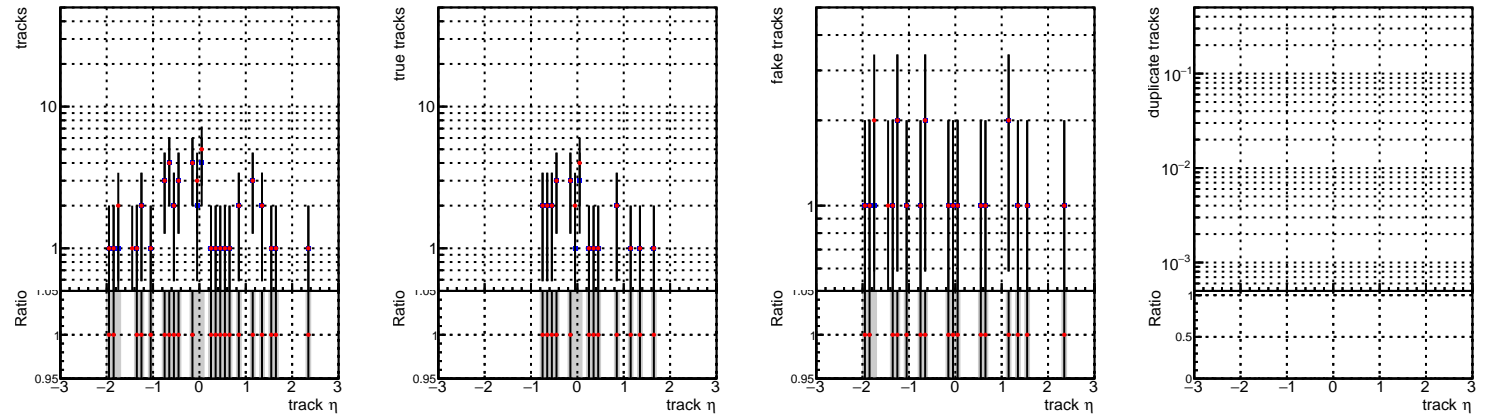 tracks
10
1
Ratio
1.05
1
0.95
−3 −2 −1 0 1 2 3
track η
true tracks
10
1
Ratio
1.05
1
0.95
−3 −2 −1 0 1 2 3
track η
fake tracks
1
Ratio
1.05
1
0.95
−3 −2 −1 0 1 2 3
track η
duplicate tracks
10⁻¹
10⁻²
10⁻³
Ratio
1
0.5
0
−3 −2 −1 0 1 2 3
track η